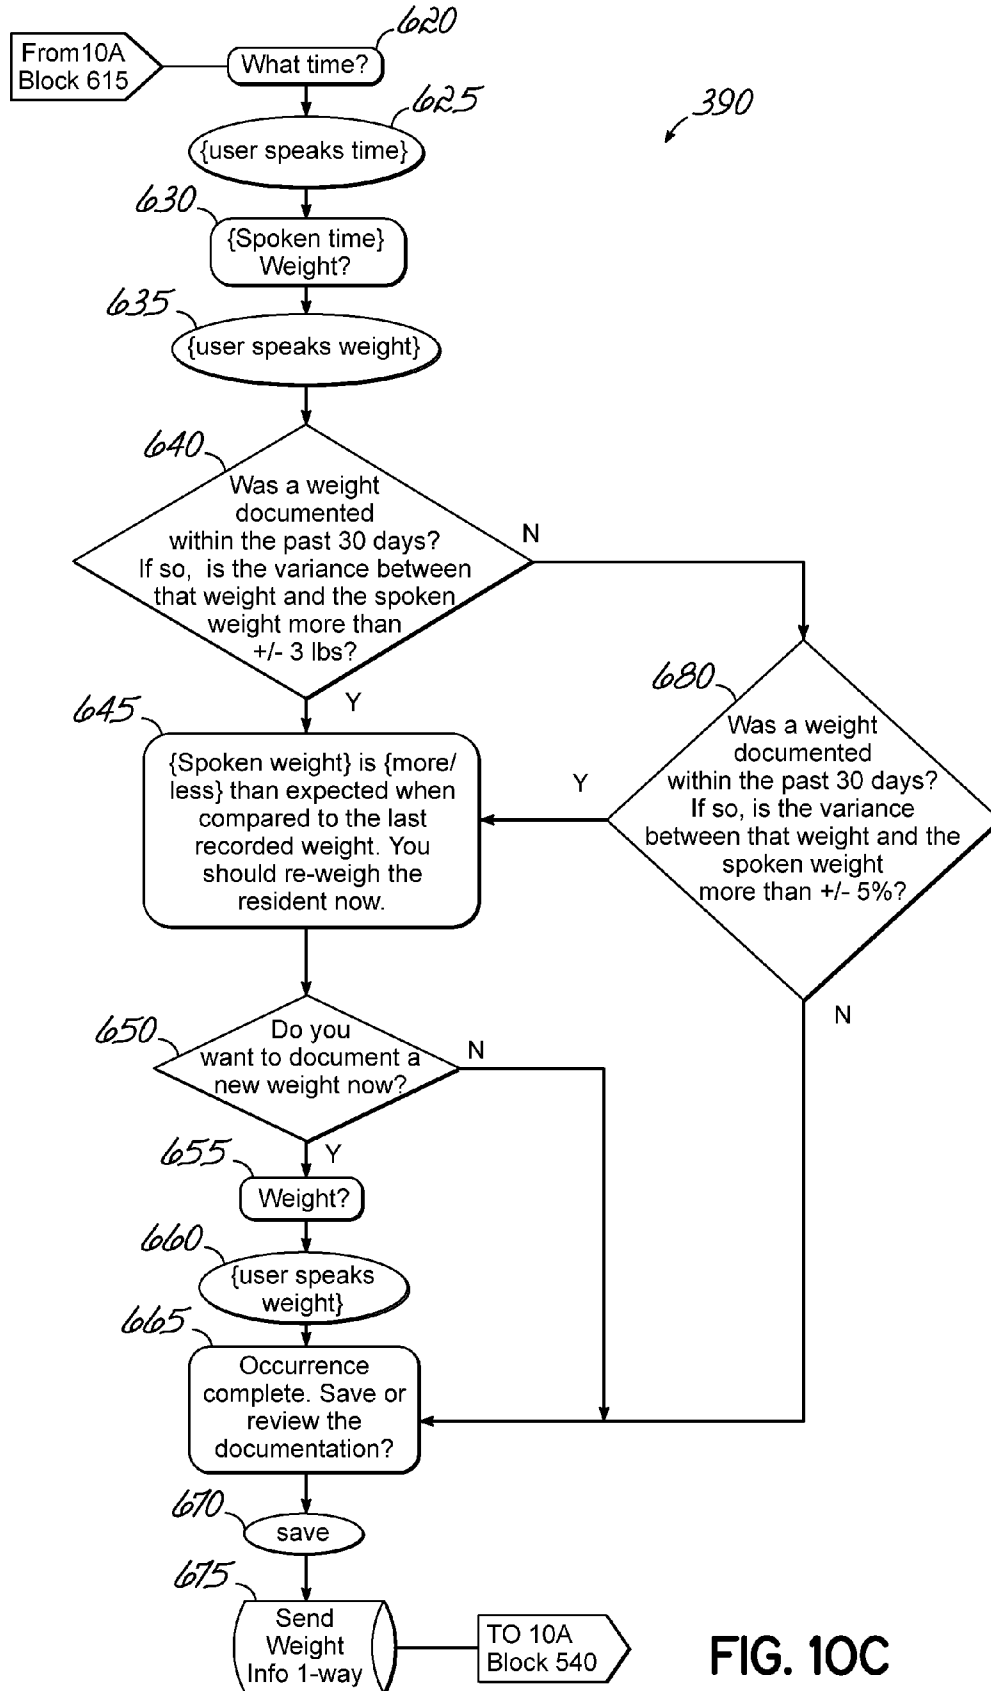 620
From10A
Block 615
What time?
625
390
{user speaks time}
630
{Spoken time}
Weight?
635
{user speaks weight}
640
Was a weight
documented
within the past 30 days?
If so, is the variance between
that weight and the spoken
weight more than
+/- 3 lbs?
N
Y
680
Was a weight
documented
within the past 30 days?
If so, is the variance
between that weight and the
spoken weight
more than +/- 5%?
Y
N
645
{Spoken weight} is {more/
less} than expected when
compared to the last
recorded weight. You
should re-weigh the
resident now.
650
Do you
want to document a
new weight now?
N
Y
655
Weight?
660
{user speaks
weight}
665
Occurrence
complete. Save or
review the
documentation?
670
save
675
Send
Weight
Info 1-way
TO 10A
Block 540
FIG. 10C